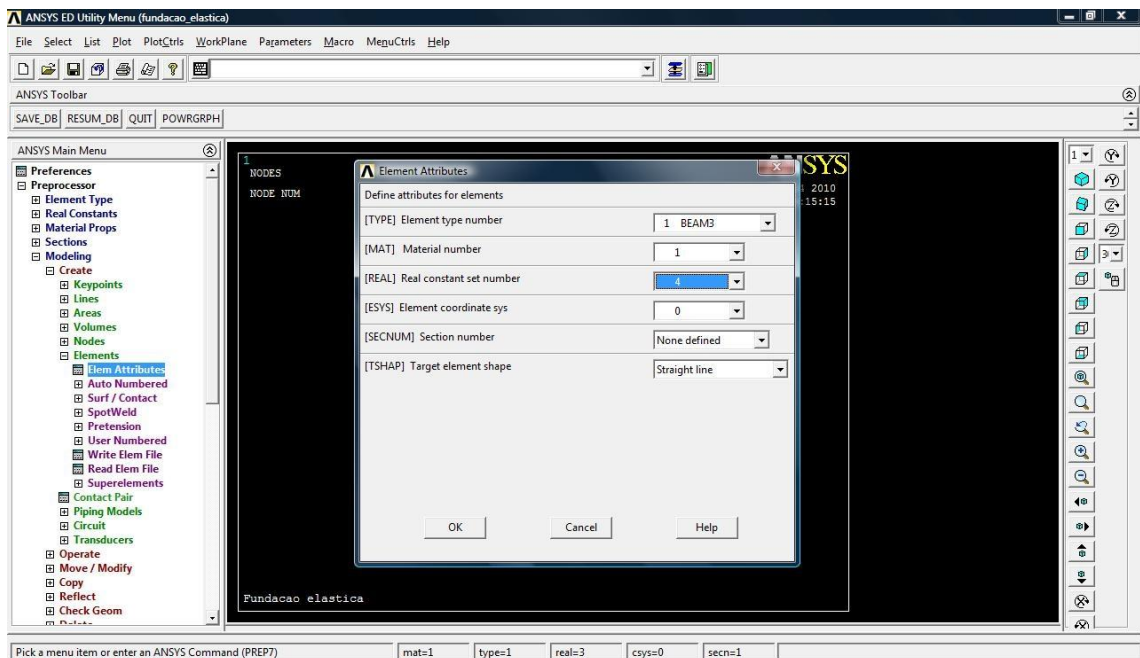 ANSYS ED Utility Menu (fundacao_elastica)
File Select List Plot PlotCtrls WorkPlane Parameters Macro MenuCtrls Help
ANSYS Toolbar
SAVE_DB RESUM_DB QUIT POWRGRPH
ANSYS Main Menu
Preferences
Preprocessor
Element Type
Real Constants
Material Props
Sections
Modeling
Create
Keypoints
Lines
Areas
Volumes
Nodes
Elements
Elem Attributes
Auto Numbered
Surf / Contact
SpotWeld
Pretension
User Numbered
Write Elem File
Read Elem File
Superelements
Contact Pair
Piping Models
Circuit
Transducers
Operate
Move / Modify
Copy
Reflect
Check Geom
1
NODES
NODE NUM
SYS
2010
:15:15
Element Attributes
Define attributes for elements
[TYPE] Element type number 1 BEAM3
[MAT] Material number 1
[REAL] Real constant set number 4
[ESYS] Element coordinate sys 0
[SECNUM] Section number None defined
[TSHAP] Target element shape Straight line
OK Cancel Help
Fundacao elastica
1
3
Pick a menu item or enter an ANSYS Command (PREP7) mat=1 type=1 real=3 csys=0 secn=1